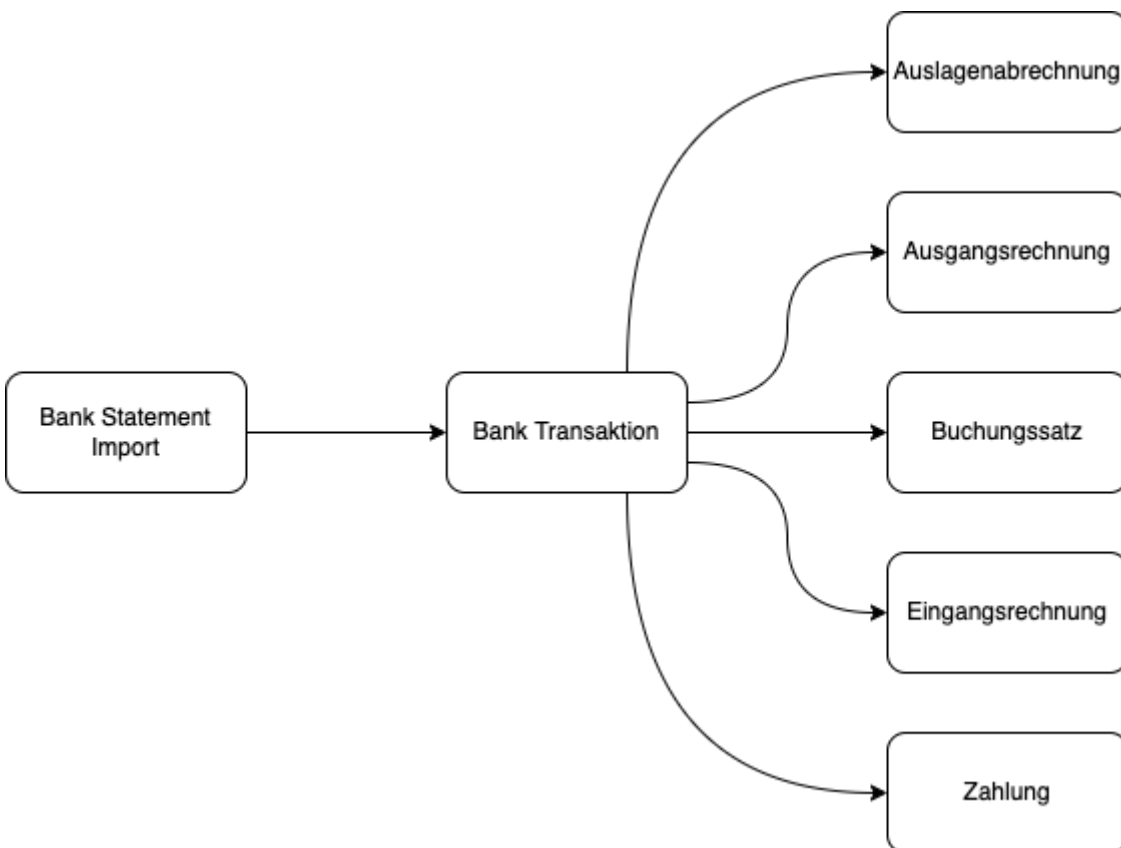 Auslagenabrechnung
Ausgangsrechnung
Bank Statement
Import
Bank Transaktion
Buchungssatz
Eingangsrechnung
Zahlung